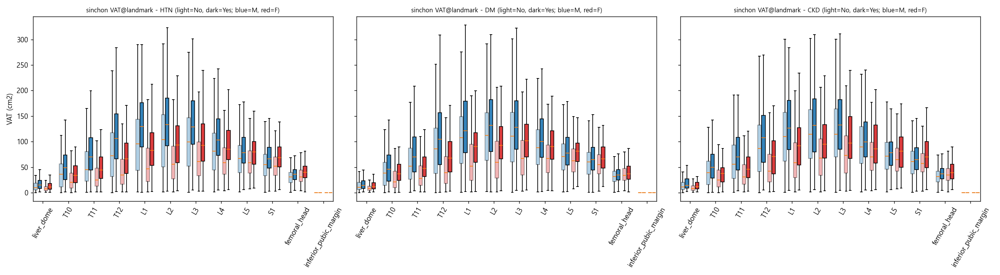 sinchon VAT@landmark - HTN (light=No, dark=Yes; blue=M, red=F)
sinchon VAT@landmark - DM (light=No, dark=Yes; blue=M, red=F)
sinchon VAT@landmark - CKD (light=No, dark=Yes; blue=M, red=F)
VAT (cm2)
300
250
200
150
100
50
0
liver_dome
T10
T11
T12
L1
L2
L3
L4
L5
S1
femoral_head
inferior_pubic_margin
liver_dome
T10
T11
T12
L1
L2
L3
L4
L5
S1
femoral_head
inferior_pubic_margin
liver_dome
T10
T11
T12
L1
L2
L3
L4
L5
S1
femoral_head
inferior_pubic_margin